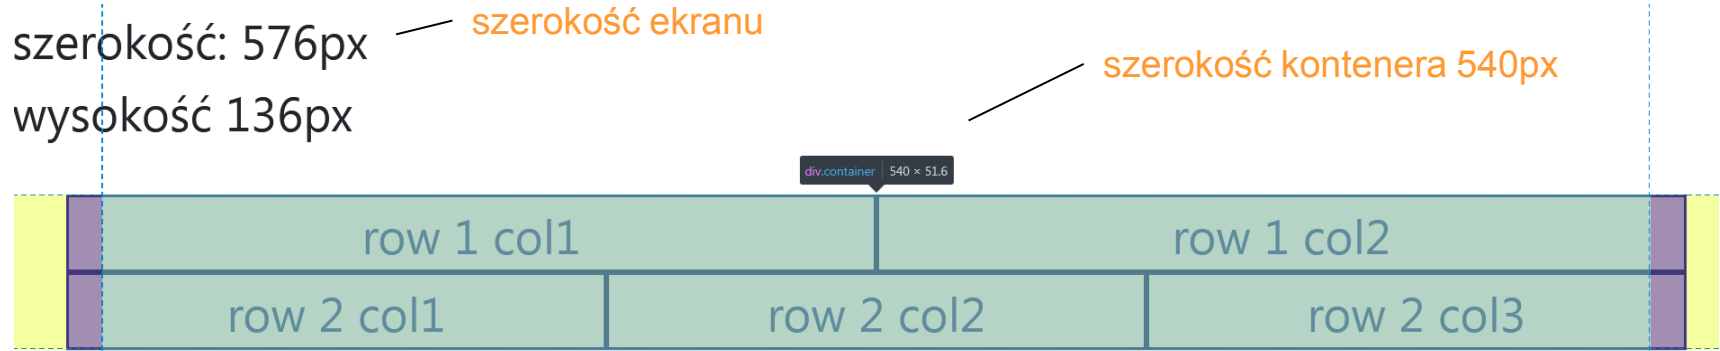 szerokość: 576px
szerokość ekranu
szerokość kontenera 540px
wysokość 136px
div.container 540 × 51.6
row 1 col1
row 1 col2
row 2 col1
row 2 col2
row 2 col3